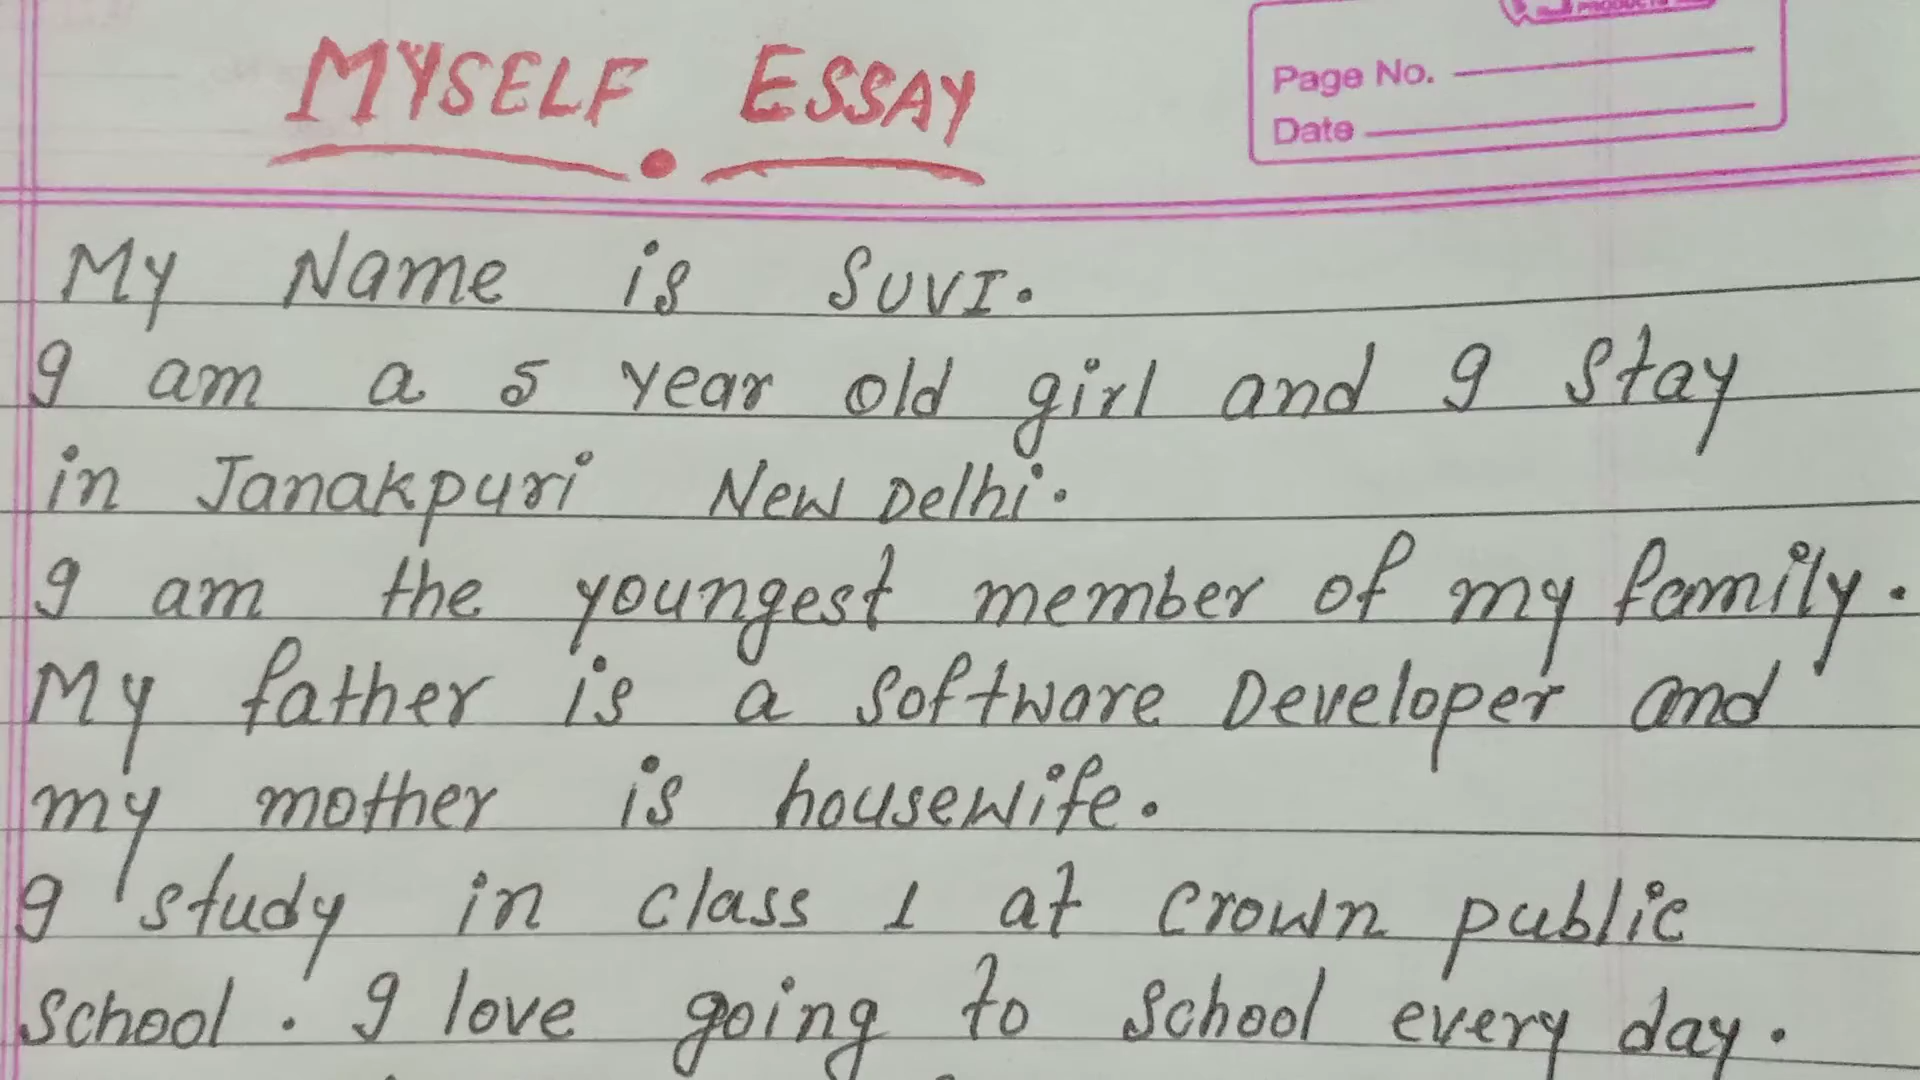 MYSELF ESSAY
Page No.
Date
My Name is SUVI.
I am a 5 year old girl and I stay
in Janakpuri New Delhi.
I am the youngest member of my family.
My father is a Software Developer and
my mother is housewife.
I study in class 1 at Crown public
School. I love going to School every day.